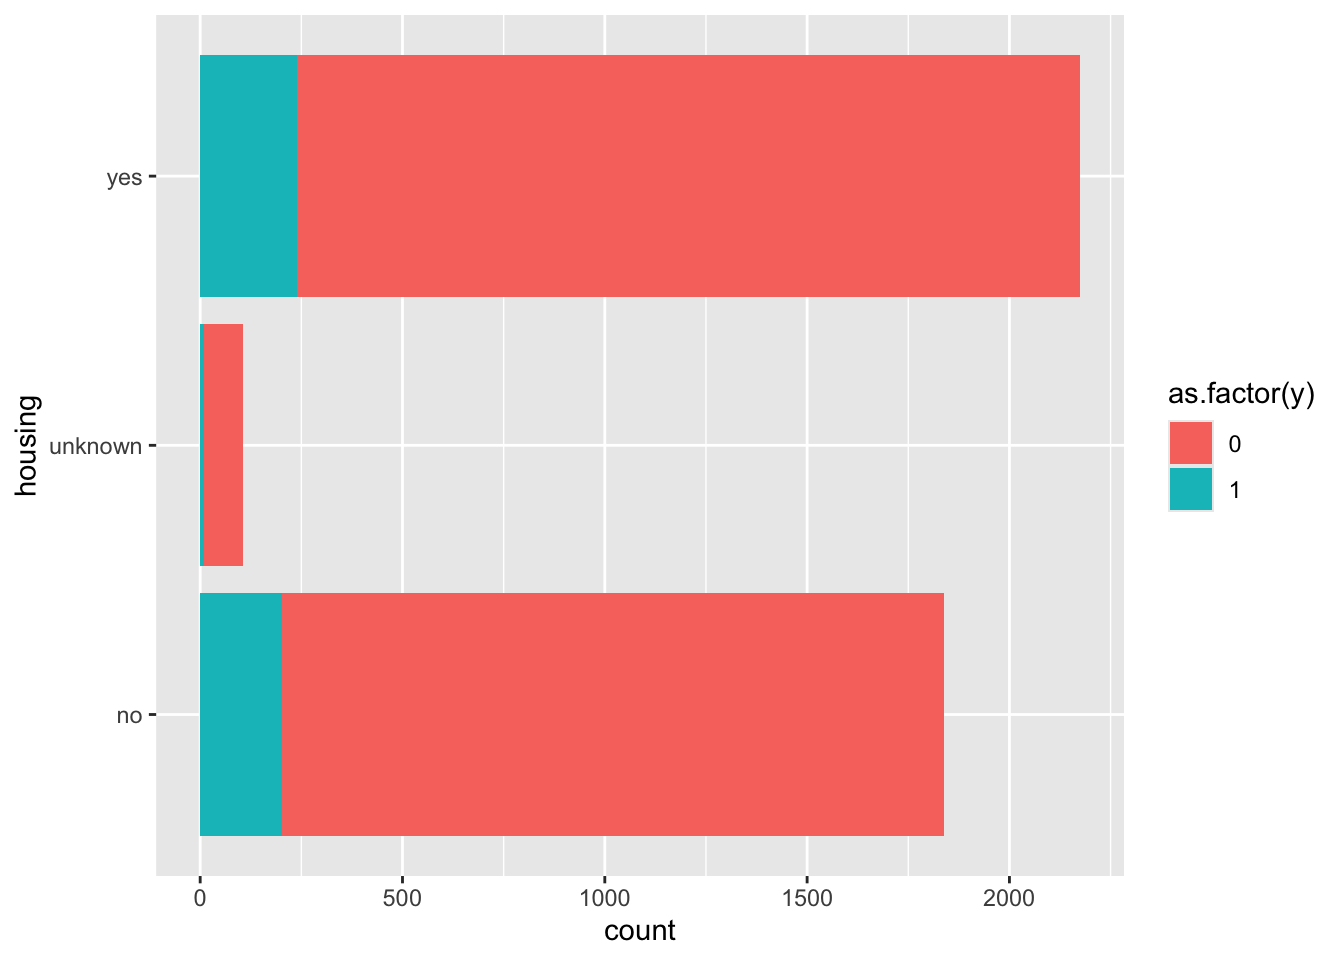 housing
yes
unknown
no
0
500
1000
1500
2000
count
as.factor(y)
0
1